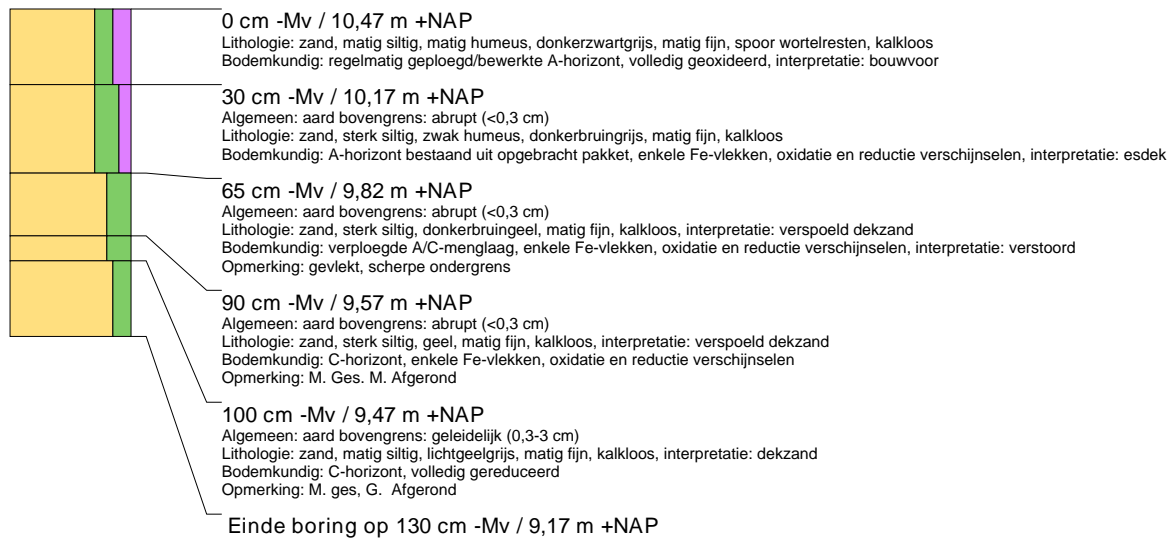 0 cm -Mv / 10,47 m +NAP
Lithologie: zand, matig siltig, matig humeus, donkerzwartgrijs, matig fijn, spoor wortelresten, kalkloos
Bodemkundig: regelmatig geploegd/bewerkte A-horizont, volledig geoxideerd, interpretatie: bouwvoor
30 cm -Mv / 10,17 m +NAP
Algemeen: aard bovengrens: abrupt (<0,3 cm)
Lithologie: zand, sterk siltig, zwak humeus, donkerbruingrijs, matig fijn, kalkloos
Bodemkundig: A-horizont bestaand uit opgebracht pakket, enkele Fe-vlekken, oxidatie en reductie verschijnselen, interpretatie: esdek
65 cm -Mv / 9,82 m +NAP
Algemeen: aard bovengrens: abrupt (<0,3 cm)
Lithologie: zand, sterk siltig, donkerbruingeel, matig fijn, kalkloos, interpretatie: verspoeld dekzand
Bodemkundig: verploegde A/C-menglaag, enkele Fe-vlekken, oxidatie en reductie verschijnselen, interpretatie: verstoord
Opmerking: gevlekt, scherpe ondergrens
90 cm -Mv / 9,57 m +NAP
Algemeen: aard bovengrens: abrupt (<0,3 cm)
Lithologie: zand, sterk siltig, geel, matig fijn, kalkloos, interpretatie: verspoeld dekzand
Bodemkundig: C-horizont, enkele Fe-vlekken, oxidatie en reductie verschijnselen
Opmerking: M. Ges. M. Afgerond
100 cm -Mv / 9,47 m +NAP
Algemeen: aard bovengrens: geleidelijk (0,3-3 cm)
Lithologie: zand, matig siltig, lichtgeelgrijs, matig fijn, kalkloos, interpretatie: dekzand
Bodemkundig: C-horizont, volledig gereduceerd
Opmerking: M. ges, G. Afgerond
Einde boring op 130 cm -Mv / 9,17 m +NAP